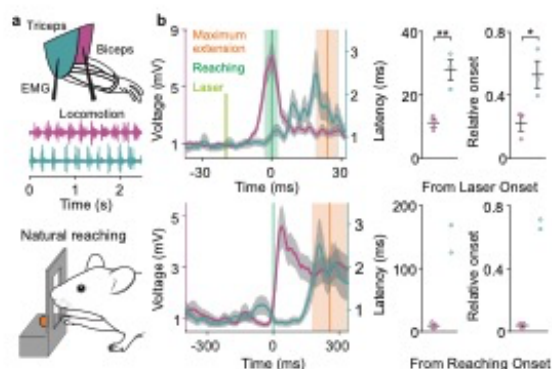 a
Triceps
Biceps
EMG
Locomotion
0 1 2
Time (s)
Natural reaching
b
Maximum
extension
Reaching
Laser
Voltage (mV)
9
5
1
3
2
1
-30 0 30
Time (ms)
Latency (ms)
40
20
0
**
Relative onset
0.8
0.4
0
*
From Laser Onset
Voltage (mV)
5
3
1
3
2
1
-300 0 300
Time (ms)
Latency (ms)
200
100
0
Relative onset
0.8
0.4
0
From Reaching Onset